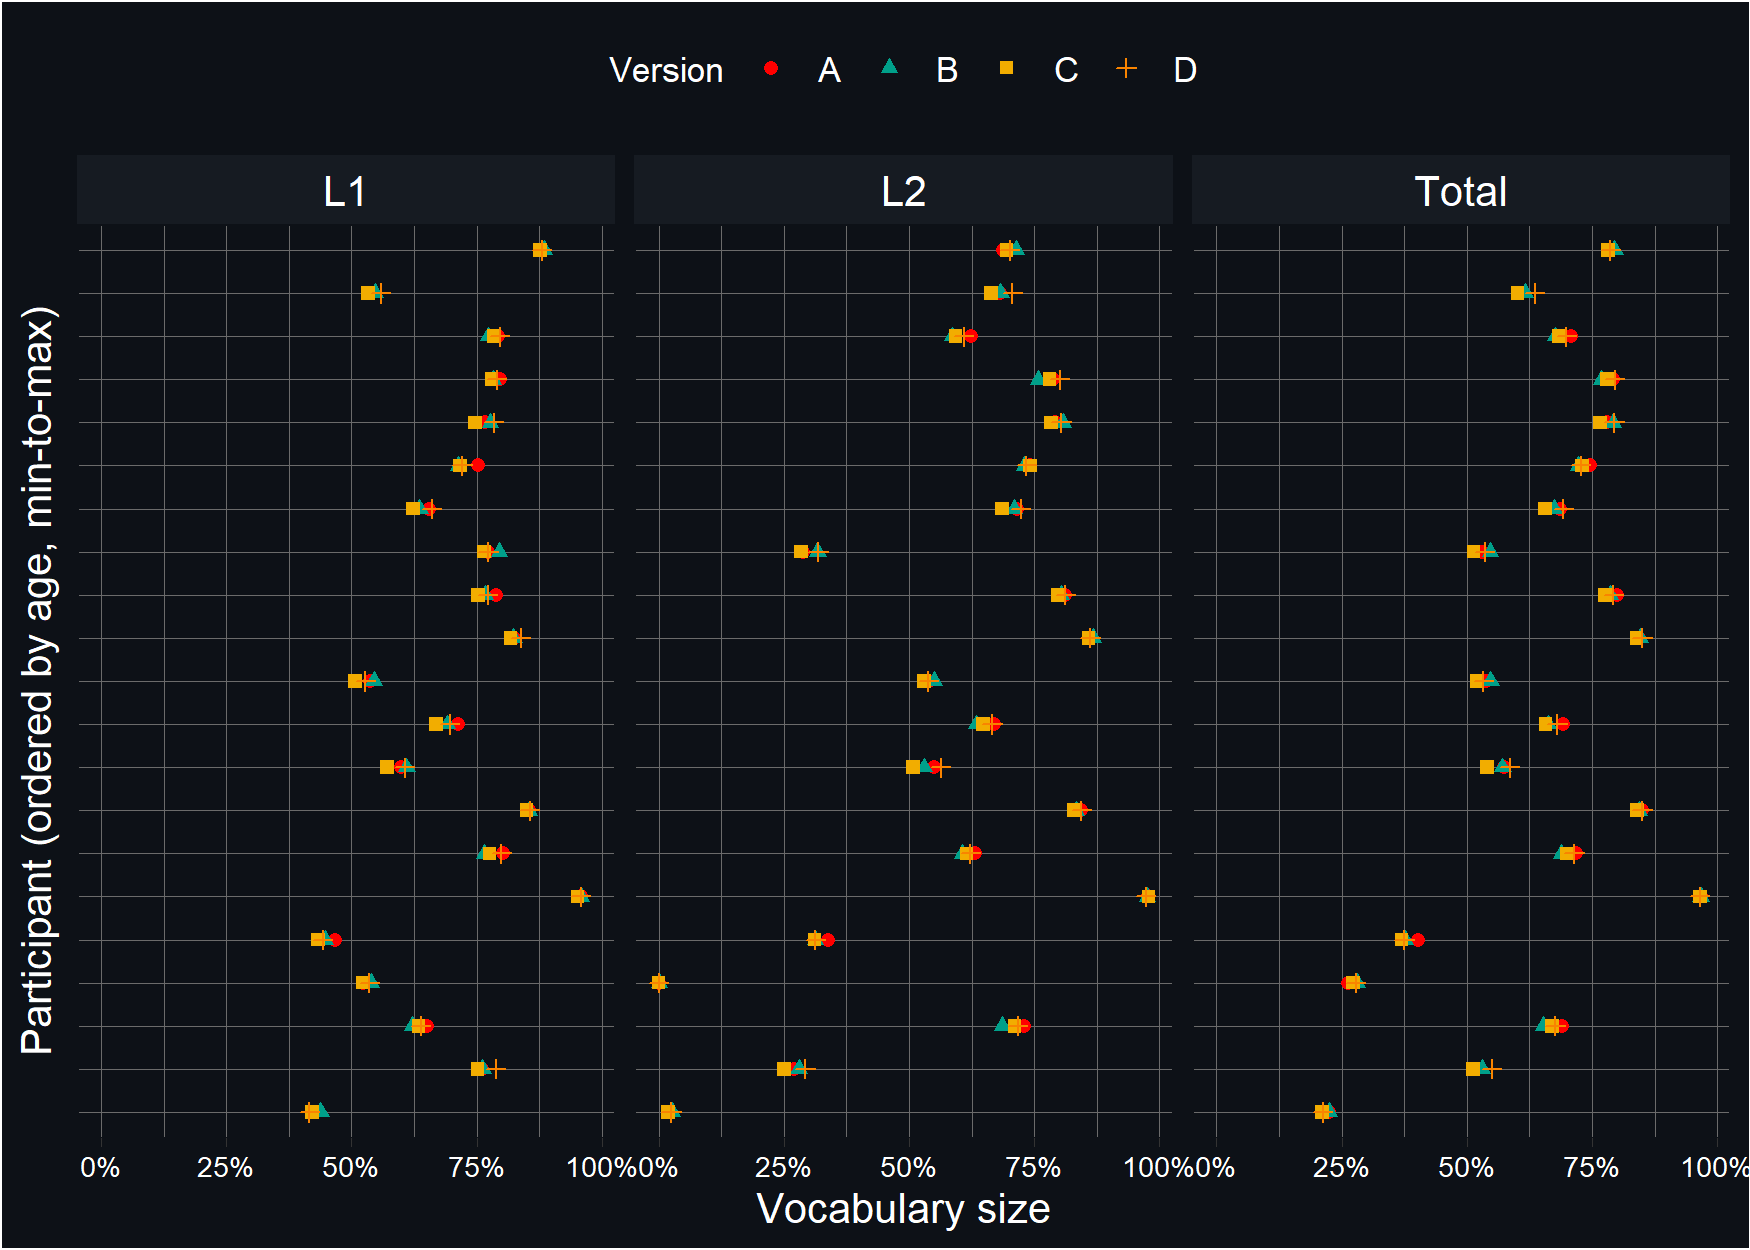 Version A B C D
L1 L2 Total
Participant (ordered by age, min-to-max)
0% 25% 50% 75% 100% 0% 25% 50% 75% 100% 0% 25% 50% 75% 100%
Vocabulary size